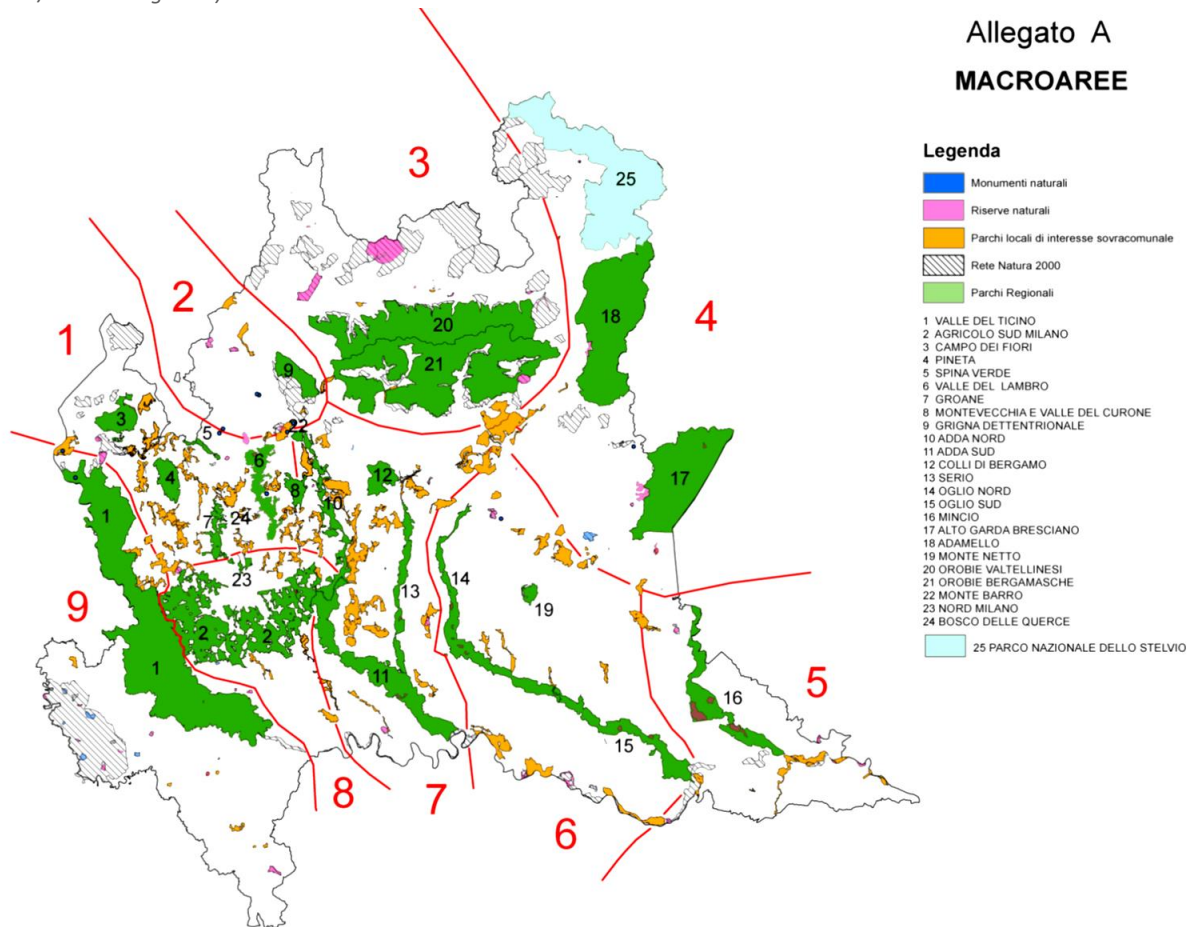 Allegato A
MACROAREE
Legenda
Monumenti naturali
Riserve naturali
Parchi locali di interesse sovracomunale
Rete Natura 2000
Parchi Regionali
1 VALLE DEL TICINO
2 AGRICOLO SUD MILANO
3 CAMPO DEI FIORI
4 PINETA
5 SPINA VERDE
6 VALLE DEL LAMBRO
7 GROANE
8 MONTEVECCHIA E VALLE DEL CURONE
9 GRIGNA DETTENTRIONALE
10 ADDA NORD
11 ADDA SUD
12 COLLI DI BERGAMO
13 SERIO
14 OGLIO NORD
15 OGLIO SUD
16 MINCIO
17 ALTO GARDA BRESCIANO
18 ADAMELLO
19 MONTE NETTO
20 OROBIE VALTELLINESI
21 OROBIE BERGAMASCHE
22 MONTE BARRO
23 NORD MILANO
24 BOSCO DELLE QUERCE
25 PARCO NAZIONALE DELLO STELVIO
3
25
2
4
1
18
20
21
9
3
5
22
6
17
4
12
8
10
1
7
24
23
14
13
19
9
2
2
1
11
16
5
15
8
7
6